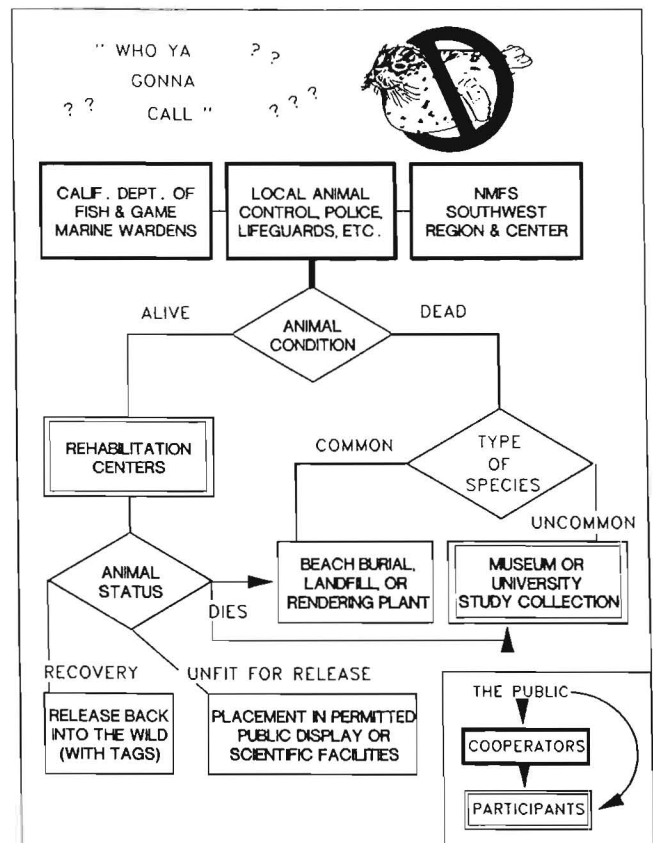 " WHO YA ? ?
GONNA
? ? CALL " ? ? ?
CALIF. DEPT. OF
FISH & GAME
MARINE WARDENS
LOCAL ANIMAL
CONTROL, POLICE,
LIFEGUARDS, ETC.
NMFS
SOUTHWEST
REGION & CENTER
ALIVE
ANIMAL
CONDITION
DEAD
REHABILITATION
CENTERS
COMMON
TYPE
OF
SPECIES
UNCOMMON
ANIMAL
STATUS
DIES
BEACH BURIAL,
LANDFILL, OR
RENDERING PLANT
MUSEUM OR
UNIVERSITY
STUDY COLLECTION
RECOVERY
UNFIT FOR RELEASE
RELEASE BACK
INTO THE WILD
(WITH TAGS)
PLACEMENT IN PERMITTED
PUBLIC DISPLAY OR
SCIENTIFIC FACILITIES
THE PUBLIC
COOPERATORS
PARTICIPANTS